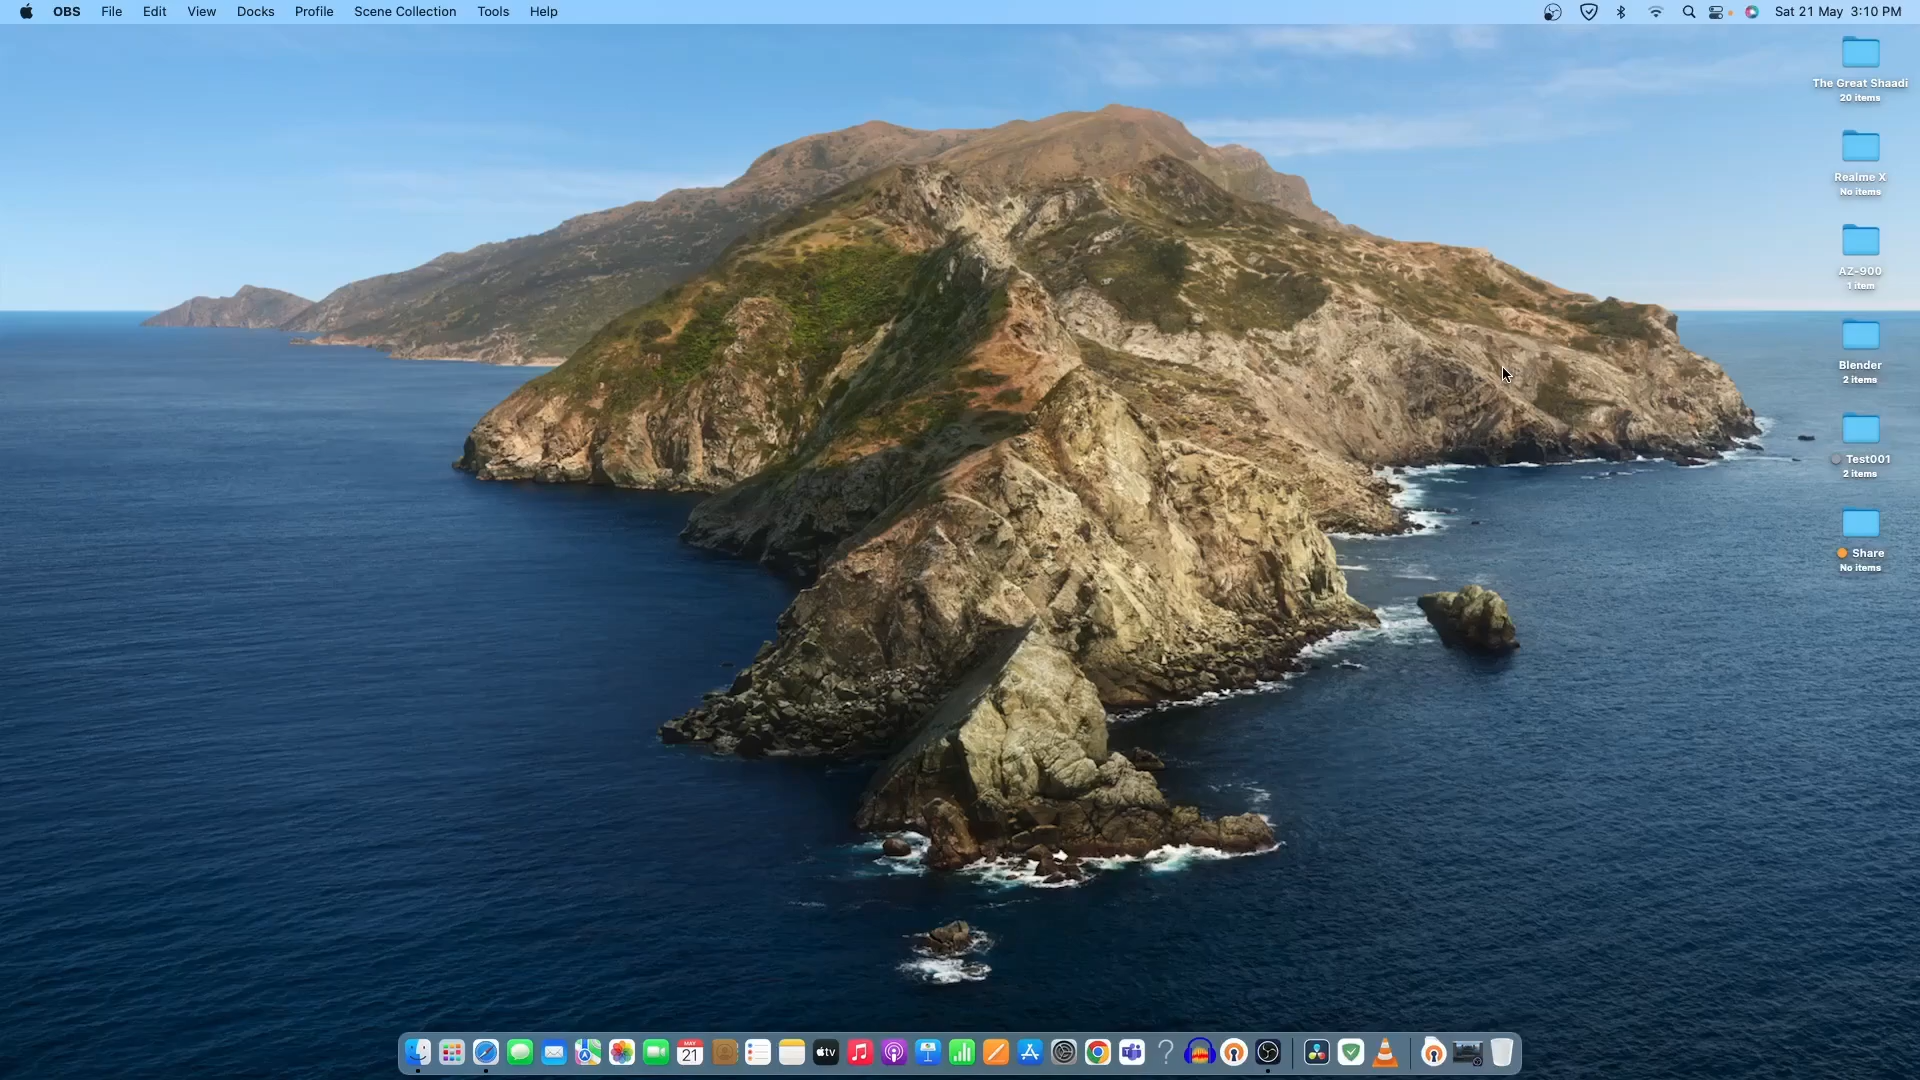 OBS File Edit View Docks Profile Scene Collection Tools Help Sat 21 May 3:10 PM
The Great Shaadi
20 items
Realme X
No items
AZ-900
1 item
Blender
2 items
Test001
2 items
Share
No items
tv
MAY
21
?